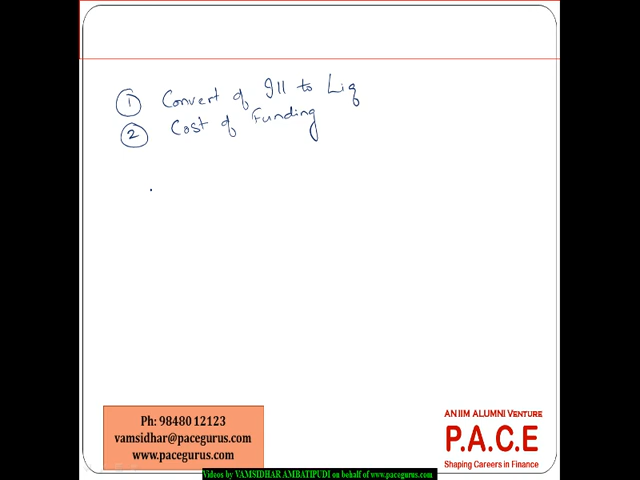 ① Convert of Ill to Liq
② Cost of Funding
Ph: 98480 12123
vamsidhar@pacegurus.com
www.pacegurus.com
AN IIM ALUMNI VENTURE
P.A.C.E
Shaping Careers in Finance
Videos by VAMSIDHAR AMBATIPUDI on behalf of www.pacegurus.com